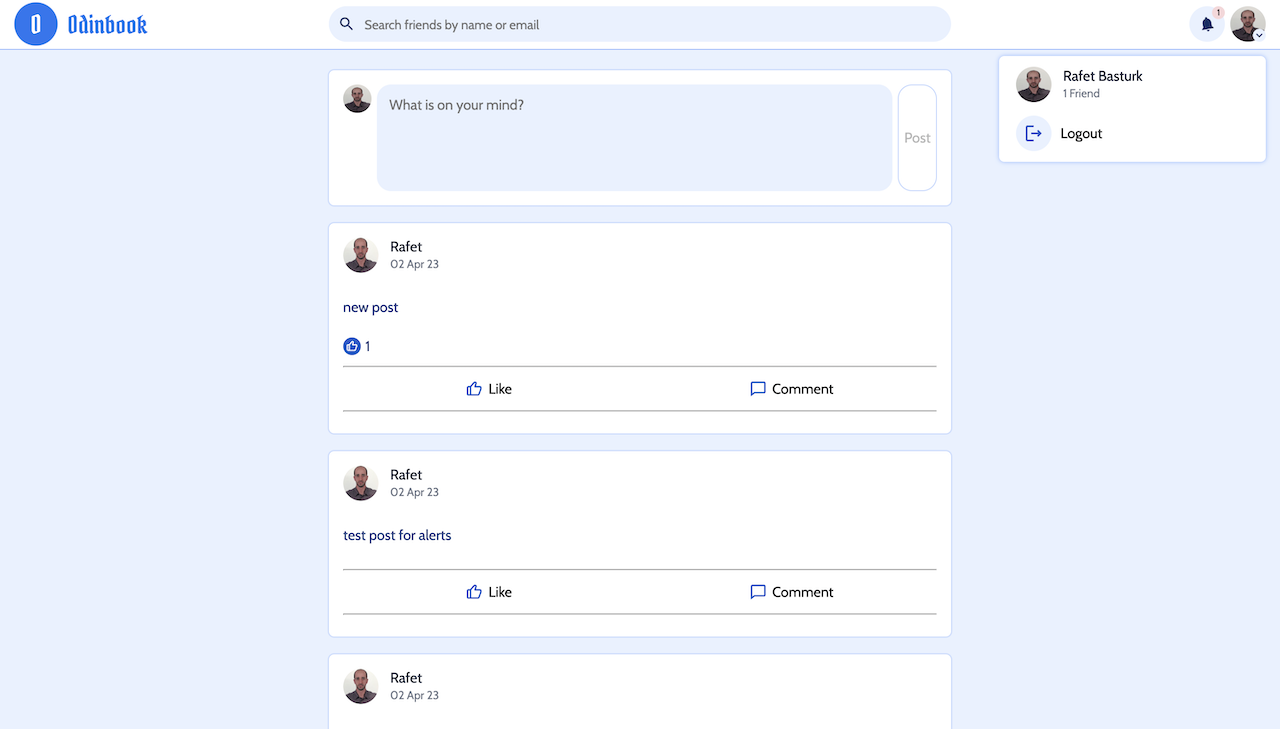 O Odinbook
Search friends by name or email
1
Rafet Basturk
1 Friend
Logout
What is on your mind?
Post
Rafet
02 Apr 23
new post
1
Like Comment
Rafet
02 Apr 23
test post for alerts
Like Comment
Rafet
02 Apr 23